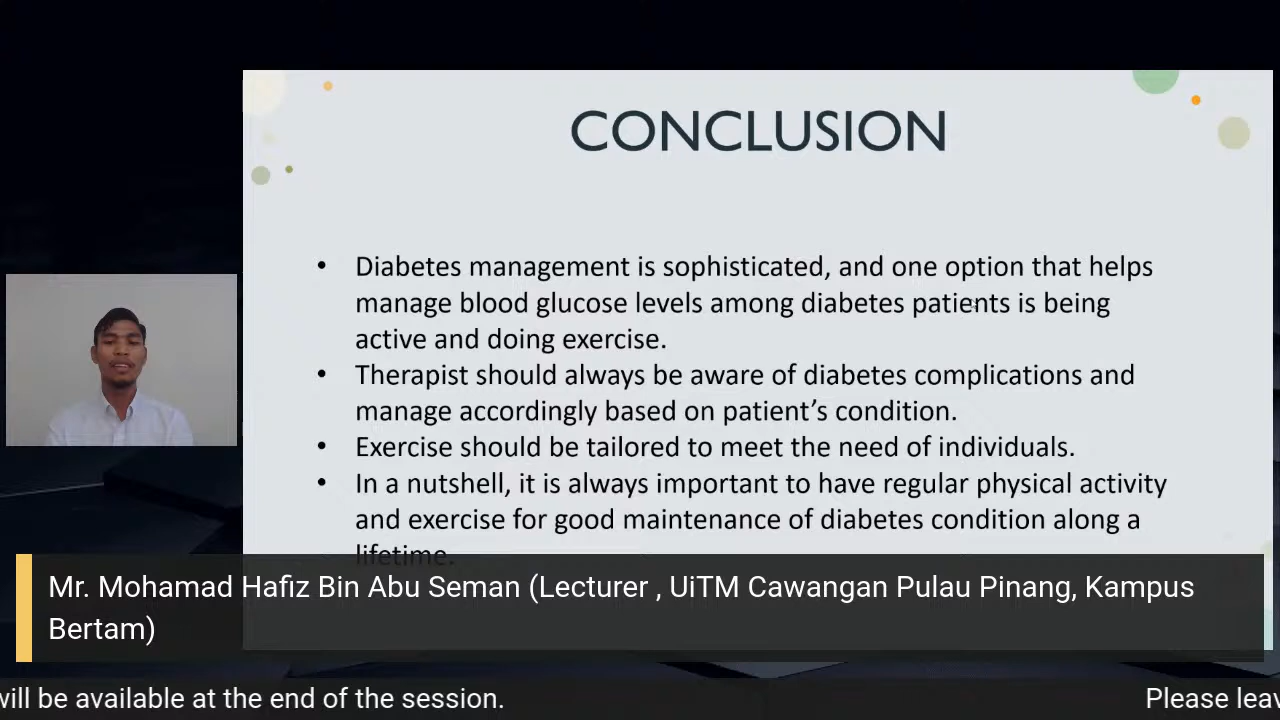 CONCLUSION
• Diabetes management is sophisticated, and one option that helps
manage blood glucose levels among diabetes patients is being
active and doing exercise.
• Therapist should always be aware of diabetes complications and
manage accordingly based on patient’s condition.
• Exercise should be tailored to meet the need of individuals.
• In a nutshell, it is always important to have regular physical activity
and exercise for good maintenance of diabetes condition along a
lifetime.
Mr. Mohamad Hafiz Bin Abu Seman (Lecturer , UiTM Cawangan Pulau Pinang, Kampus
Bertam)
will be available at the end of the session. Please